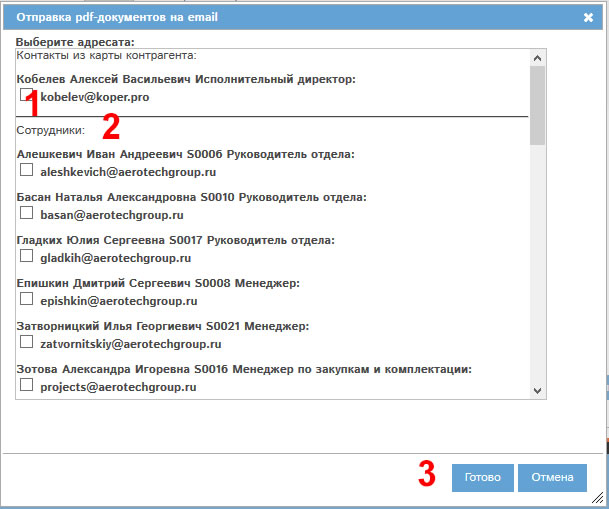 Отправка pdf-документов на email
Выберите адресата:
Контакты из карты контрагента:
Кобелев Алексей Васильевич Исполнительный директор:
1 kobelev@koper.pro
Сотрудники: 2
Алешкевич Иван Андреевич S0006 Руководитель отдела:
aleshkevich@aerotechgroup.ru
Басан Наталья Александровна S0010 Руководитель отдела:
basan@aerotechgroup.ru
Гладких Юлия Сергеевна S0017 Руководитель отдела:
gladkih@aerotechgroup.ru
Епишкин Дмитрий Сергеевич S0008 Менеджер:
epishkin@aerotechgroup.ru
Затворницкий Илья Георгиевич S0021 Менеджер:
zatvornitskiy@aerotechgroup.ru
Зотова Александра Игоревна S0016 Менеджер по закупкам и комплектации:
projects@aerotechgroup.ru
3 Готово Отмена